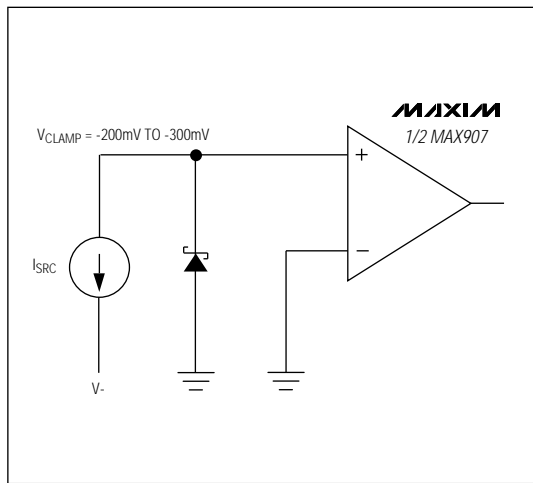 MAXIM
1/2 MAX907
VCLAMP = -200mV TO -300mV
+
−
ISRC
V-